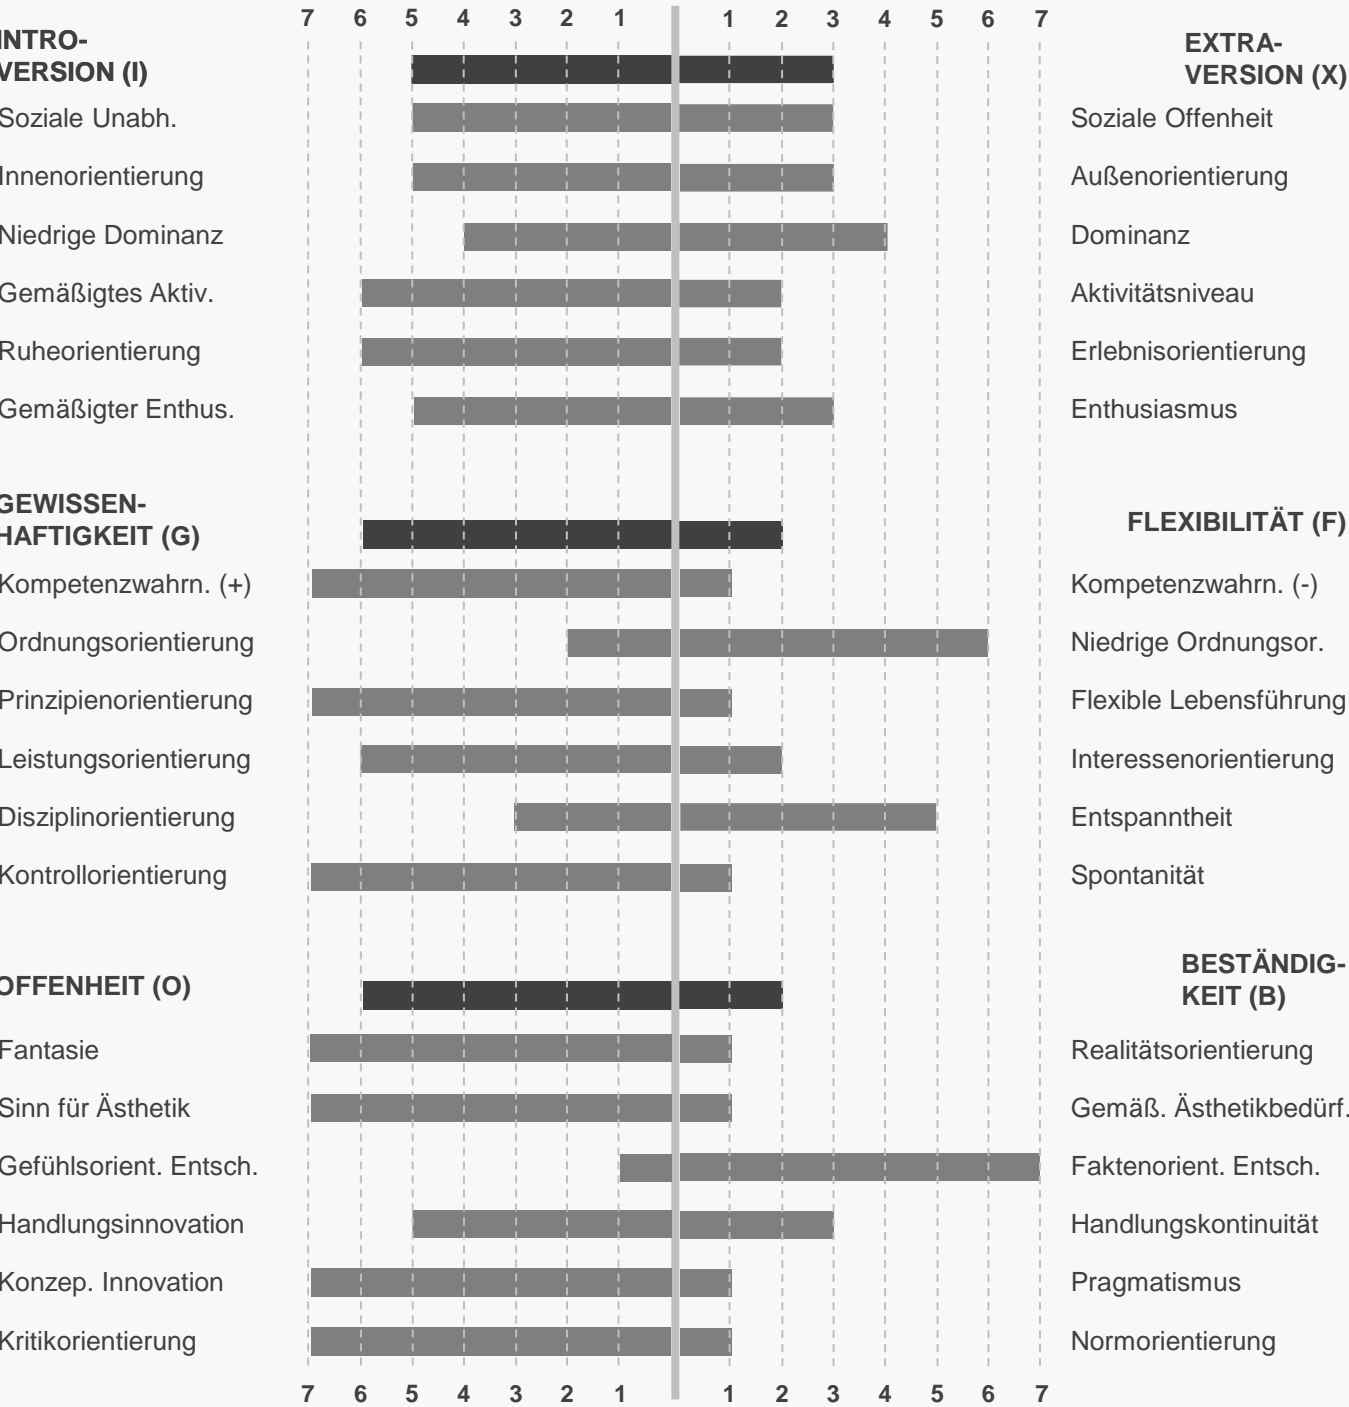 7 6 5 4 3 2 1 1 2 3 4 5 6 7
INTRO-
VERSION (I)
EXTRA-
VERSION (X)
Soziale Unabh. Soziale Offenheit
Innenorientierung Außenorientierung
Niedrige Dominanz Dominanz
Gemäßigtes Aktiv. Aktivitätsniveau
Ruheorientierung Erlebnisorientierung
Gemäßigter Enthus. Enthusiasmus
GEWISSEN-
HAFTIGKEIT (G)
FLEXIBILITÄT (F)
Kompetenzwahrn. (+) Kompetenzwahrn. (-)
Ordnungsorientierung Niedrige Ordnungsor.
Prinzipienorientierung Flexible Lebensführung
Leistungsorientierung Interessenorientierung
Disziplinorientierung Entspanntheit
Kontrollorientierung Spontanität
OFFENHEIT (O)
BESTÄNDIG-
KEIT (B)
Fantasie Realitätsorientierung
Sinn für Ästhetik Gemäß. Ästhetikbedürf.
Gefühlsorient. Entsch. Faktenorient. Entsch.
Handlungsinnovation Handlungskontinuität
Konzep. Innovation Pragmatismus
Kritikorientierung Normorientierung
7 6 5 4 3 2 1 1 2 3 4 5 6 7